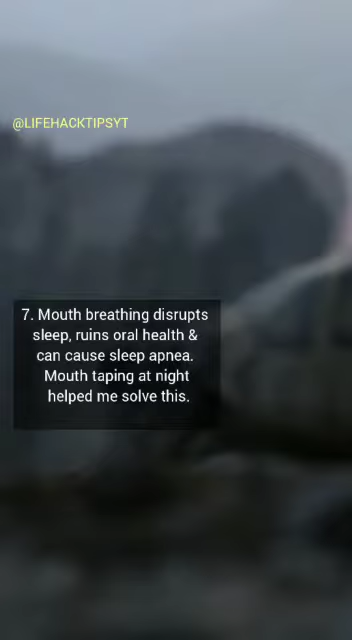 @LIFEHACKTIPSYT
7. Mouth breathing disrupts
sleep, ruins oral health &
can cause sleep apnea.
Mouth taping at night
helped me solve this.